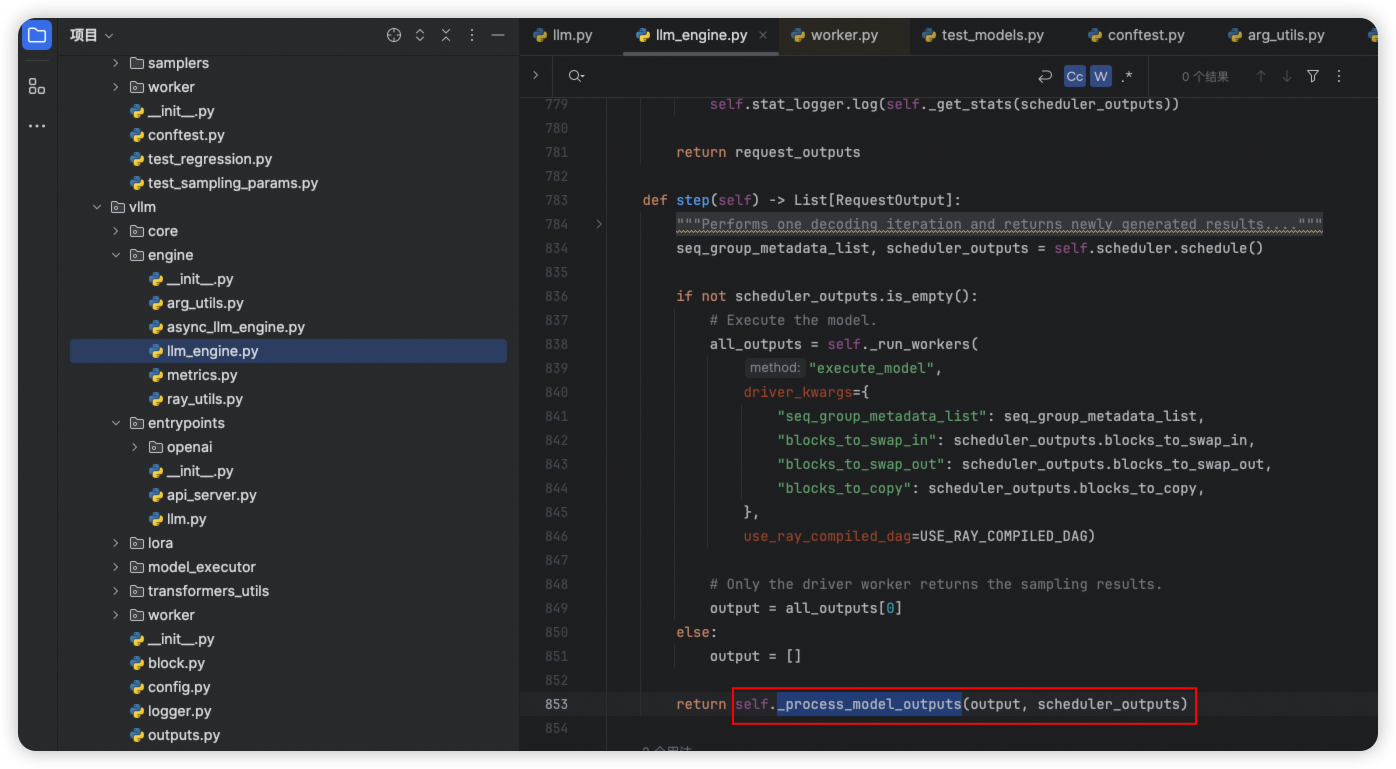 项目
samplers
worker
__init__.py
conftest.py
test_regression.py
test_sampling_params.py
vllm
core
engine
__init__.py
arg_utils.py
async_llm_engine.py
llm_engine.py
metrics.py
ray_utils.py
entrypoints
openai
__init__.py
api_server.py
llm.py
lora
model_executor
transformers_utils
worker
__init__.py
block.py
config.py
logger.py
outputs.py
llm.py llm_engine.py worker.py test_models.py conftest.py arg_utils.py
Cc W .* 0 个结果
779 self.stat_logger.log(self._get_stats(scheduler_outputs))
780
781 return request_outputs
782
783 def step(self) -> List[RequestOutput]:
784 """Performs one decoding iteration and returns newly generated results...."""
834 seq_group_metadata_list, scheduler_outputs = self.scheduler.schedule()
835
836 if not scheduler_outputs.is_empty():
837 # Execute the model.
838 all_outputs = self._run_workers(
839 method: "execute_model",
840 driver_kwargs={
841 "seq_group_metadata_list": seq_group_metadata_list,
842 "blocks_to_swap_in": scheduler_outputs.blocks_to_swap_in,
843 "blocks_to_swap_out": scheduler_outputs.blocks_to_swap_out,
844 "blocks_to_copy": scheduler_outputs.blocks_to_copy,
845 },
846 use_ray_compiled_dag=USE_RAY_COMPILED_DAG)
847
848 # Only the driver worker returns the sampling results.
849 output = all_outputs[0]
850 else:
851 output = []
852
853 return self._process_model_outputs(output, scheduler_outputs)
854